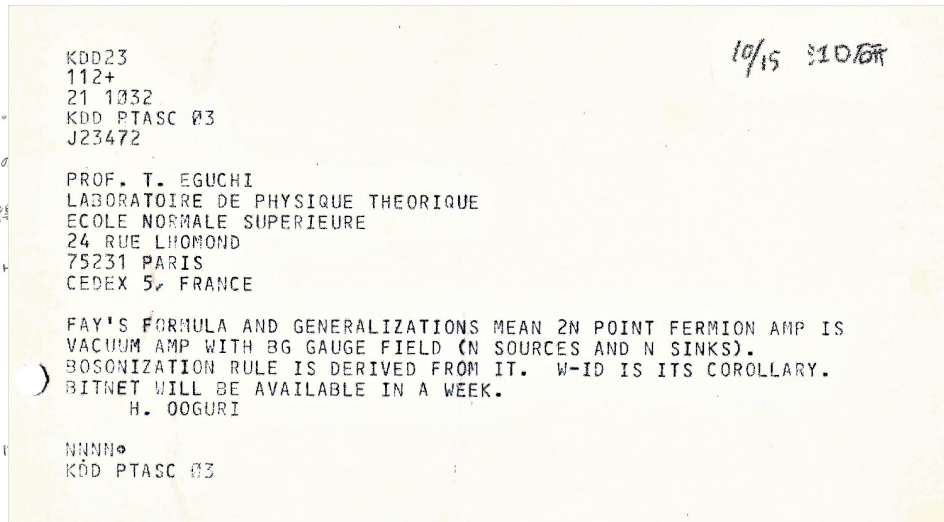 10/15
KDD23
112+
21 1032
KDD PTASC 03
J23472
PROF. T. EGUCHI
LABORATOIRE DE PHYSIQUE THEORIQUE
ECOLE NORMALE SUPERIEURE
24 RUE LHOMOND
75231 PARIS
CEDEX 5, FRANCE
FAY'S FORMULA AND GENERALIZATIONS MEAN 2N POINT FERMION AMP IS
VACUUM AMP WITH BG GAUGE FIELD (N SOURCES AND N SINKS).
BOSONIZATION RULE IS DERIVED FROM IT. W-ID IS ITS COROLLARY.
BITNET WILL BE AVAILABLE IN A WEEK.
H. OOGURI
NNNN
KDD PTASC 03